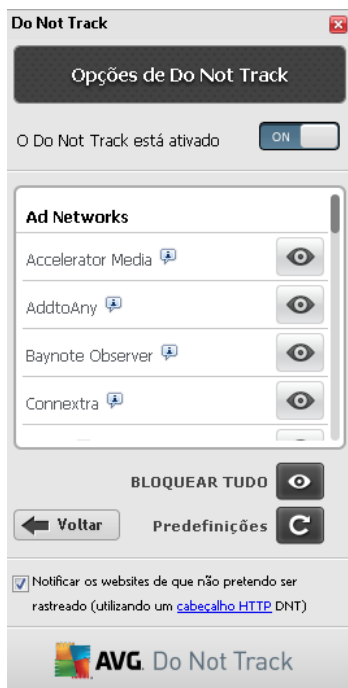 Do Not Track
Opções de Do Not Track
O Do Not Track está ativado
ON
Ad Networks
Accelerator Media
AddtoAny
Baynote Observer
Connextra
BLOQUEAR TUDO
Voltar
Predefinições
Notificar os websites de que não pretendo ser
rastreado (utilizando um cabeçalho HTTP DNT)
AVG. Do Not Track